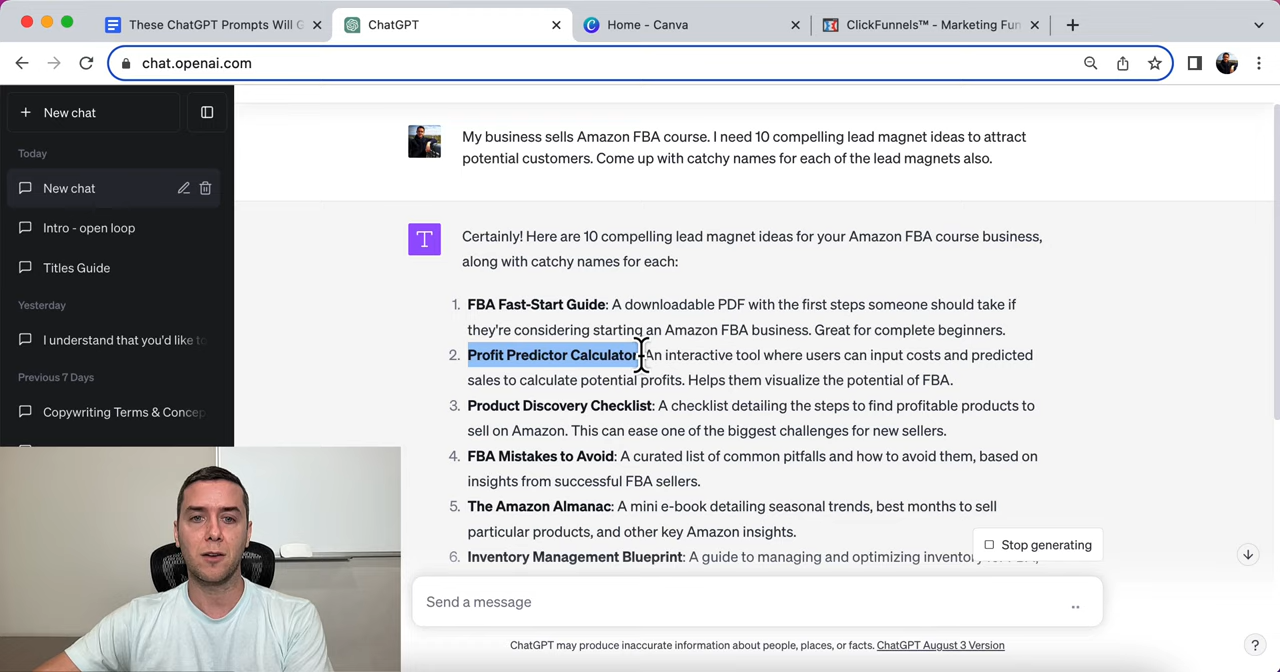 These ChatGPT Prompts Will G
ChatGPT
Home - Canva
ClickFunnels™ - Marketing Fun
chat.openai.com
New chat
Today
New chat
Intro - open loop
Titles Guide
Yesterday
I understand that you'd like to
Previous 7 Days
Copywriting Terms & Concep
My business sells Amazon FBA course. I need 10 compelling lead magnet ideas to attract
potential customers. Come up with catchy names for each of the lead magnets also.
T
Certainly! Here are 10 compelling lead magnet ideas for your Amazon FBA course business,
along with catchy names for each:
1. FBA Fast-Start Guide: A downloadable PDF with the first steps someone should take if
they're considering starting an Amazon FBA business. Great for complete beginners.
2. Profit Predictor Calculator: An interactive tool where users can input costs and predicted
sales to calculate potential profits. Helps them visualize the potential of FBA.
3. Product Discovery Checklist: A checklist detailing the steps to find profitable products to
sell on Amazon. This can ease one of the biggest challenges for new sellers.
4. FBA Mistakes to Avoid: A curated list of common pitfalls and how to avoid them, based on
insights from successful FBA sellers.
5. The Amazon Almanac: A mini e-book detailing seasonal trends, best months to sell
particular products, and other key Amazon insights.
6. Inventory Management Blueprint: A guide to managing and optimizing inventory for FBA,
Stop generating
Send a message
ChatGPT may produce inaccurate information about people, places, or facts. ChatGPT August 3 Version
?